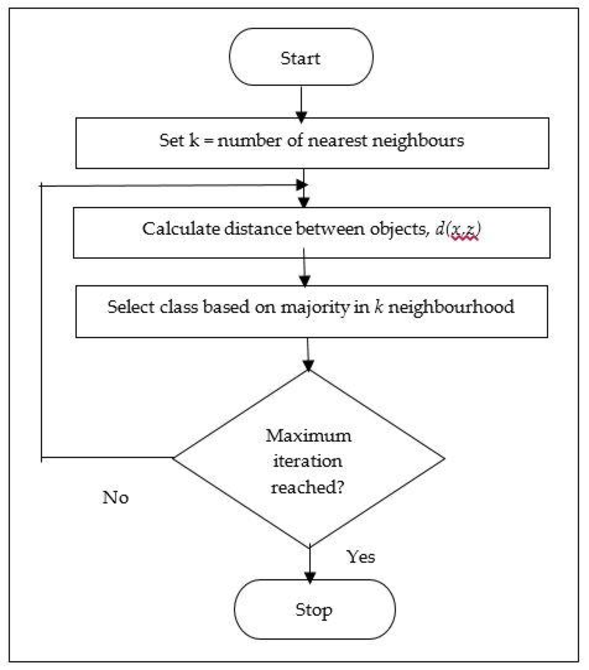 Start
Set k = number of nearest neighbours
Calculate distance between objects, d(x,z)
Select class based on majority in k neighbourhood
Maximum
iteration
reached?
No
Yes
Stop